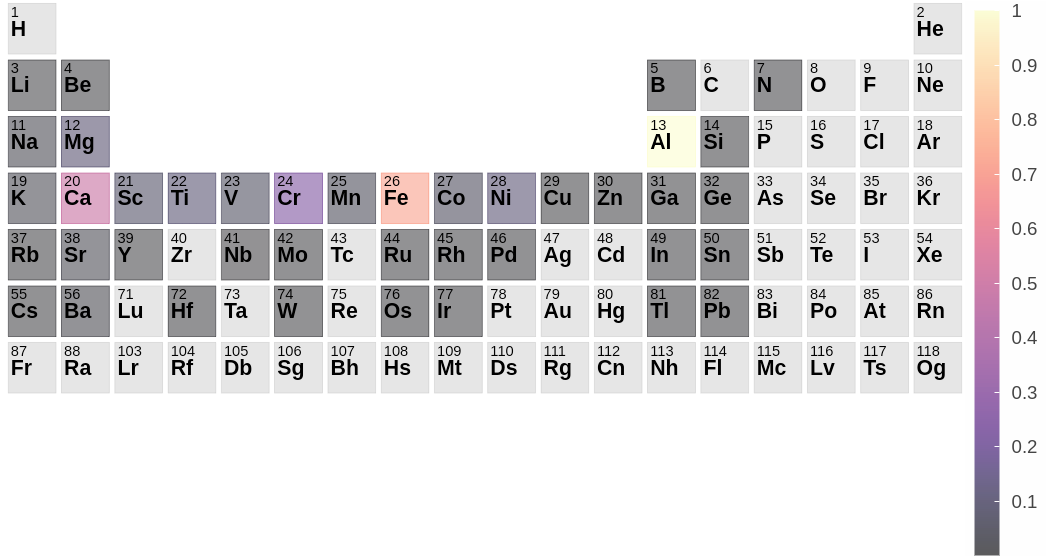 1 2
H He
3 4 5 6 7 8 9 10
Li Be B C N O F Ne
11 12 13 14 15 16 17 18
Na Mg Al Si P S Cl Ar
19 20 21 22 23 24 25 26 27 28 29 30 31 32 33 34 35 36
K Ca Sc Ti V Cr Mn Fe Co Ni Cu Zn Ga Ge As Se Br Kr
37 38 39 40 41 42 43 44 45 46 47 48 49 50 51 52 53 54
Rb Sr Y Zr Nb Mo Tc Ru Rh Pd Ag Cd In Sn Sb Te I Xe
55 56 71 72 73 74 75 76 77 78 79 80 81 82 83 84 85 86
Cs Ba Lu Hf Ta W Re Os Ir Pt Au Hg Tl Pb Bi Po At Rn
87 88 103 104 105 106 107 108 109 110 111 112 113 114 115 116 117 118
Fr Ra Lr Rf Db Sg Bh Hs Mt Ds Rg Cn Nh Fl Mc Lv Ts Og
1
0.9
0.8
0.7
0.6
0.5
0.4
0.3
0.2
0.1